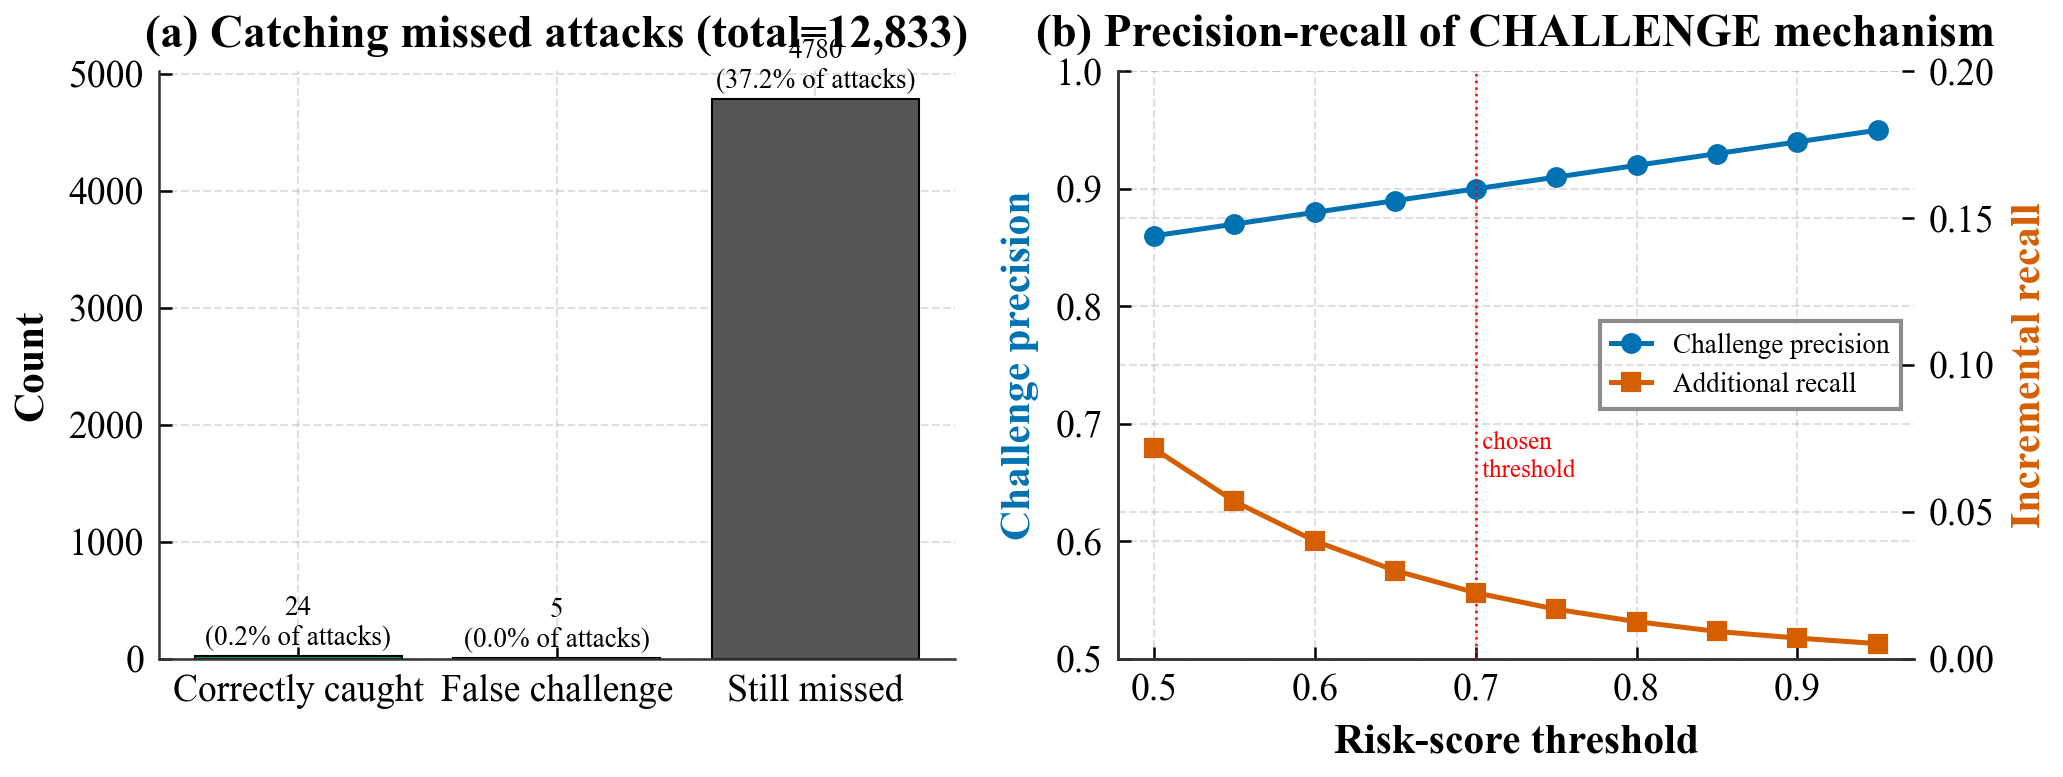 (a) Catching missed attacks (total=12,833)
4780
(37.2% of attacks)
24
(0.2% of attacks)
5
(0.0% of attacks)
5000
4000
3000
2000
1000
0
Count
Correctly caught
False challenge
Still missed
(b) Precision-recall of CHALLENGE mechanism
1.0
0.9
0.8
0.7
0.6
0.5
Challenge precision
0.20
0.15
0.10
0.05
0.00
Incremental recall
Challenge precision
Additional recall
chosen
threshold
0.5
0.6
0.7
0.8
0.9
Risk-score threshold